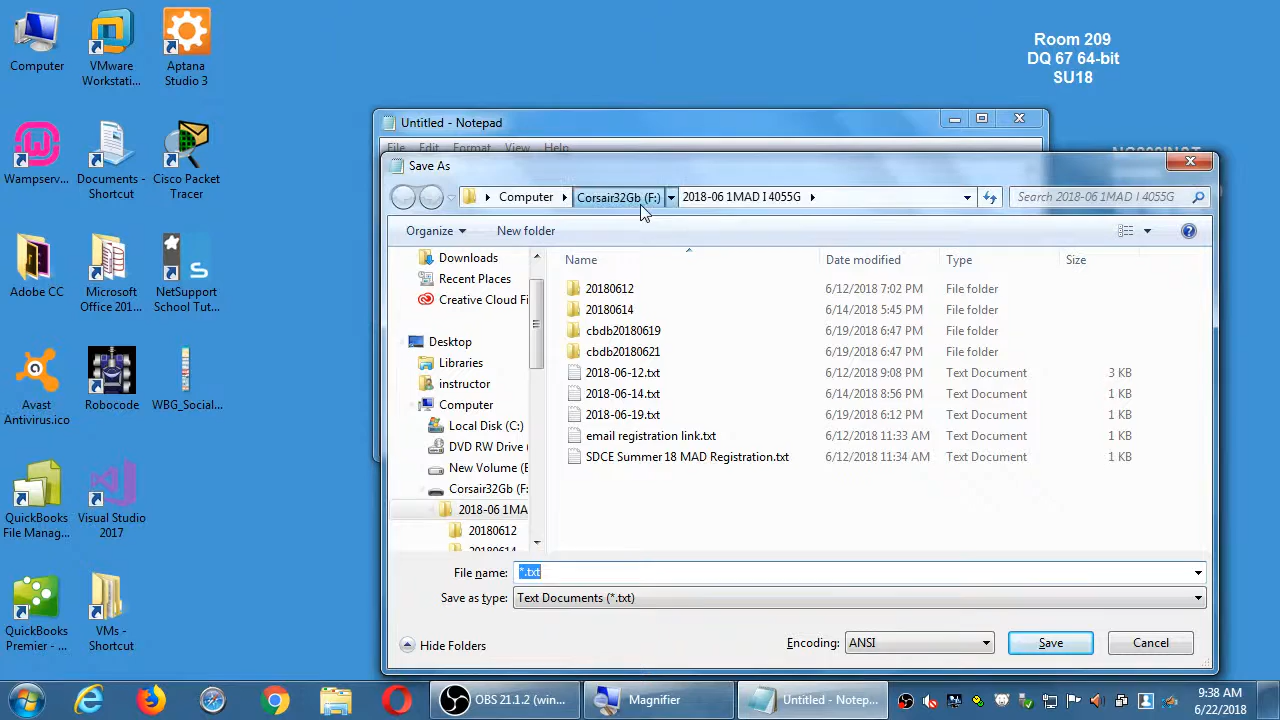 Room 209
DQ 67 64-bit
SU18
Computer
VMware Workstati...
Aptana Studio 3
Wampserv...
Documents - Shortcut
Cisco Packet Tracer
Adobe CC
Microsoft Office 201...
NetSupport School Tut...
Avast Antivirus.ico
Robocode
WBG_Social...
QuickBooks File Manag...
Visual Studio 2017
QuickBooks Premier - ...
VMs - Shortcut
Untitled - Notepad
File Edit Format View Help
Save As
Computer Corsair32Gb (F:) 2018-06 1MAD I 4055G
Search 2018-06 1MAD I 4055G
Organize New folder
Downloads
Recent Places
Creative Cloud Fi
Desktop
Libraries
instructor
Computer
Local Disk (C:)
DVD RW Drive (
New Volume (E
Corsair32Gb (F:
2018-06 1MA
20180612
20180614
Name Date modified Type Size
20180612 6/12/2018 7:02 PM File folder
20180614 6/14/2018 5:45 PM File folder
cbdb20180619 6/19/2018 6:47 PM File folder
cbdb20180621 6/19/2018 6:47 PM File folder
2018-06-12.txt 6/12/2018 9:08 PM Text Document 3 KB
2018-06-14.txt 6/14/2018 8:56 PM Text Document 1 KB
2018-06-19.txt 6/19/2018 6:12 PM Text Document 1 KB
email registration link.txt 6/12/2018 11:33 AM Text Document 1 KB
SDCE Summer 18 MAD Registration.txt 6/12/2018 11:34 AM Text Document 1 KB
File name: *.txt
Save as type: Text Documents (*.txt)
Hide Folders
Encoding: ANSI
Save
Cancel
OBS 21.1.2 (win...
Magnifier
Untitled - Notep...
9:38 AM
6/22/2018